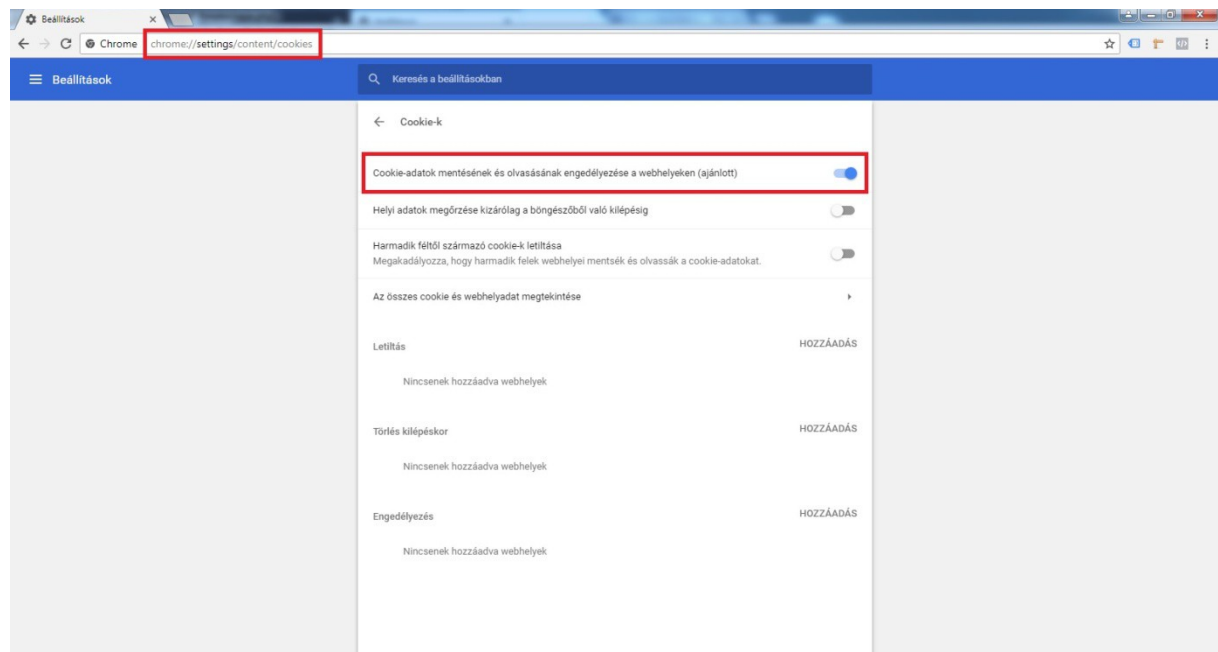 Beállítások
Chrome chrome://settings/content/cookies
Beállítások
Keresés a beállításokban
Cookie-k
Cookie-adatok mentésének és olvasásának engedélyezése a webhelyeken (ajánlott)
Helyi adatok megőrzése kizárólag a böngészőből való kilépésig
Harmadik féltől származó cookie-k letiltása
Megakadályozza, hogy harmadik felek webhelyei mentsék és olvassák a cookie-adatokat.
Az összes cookie és webhelyadat megtekintése
Letiltás HOZZÁADÁS
Nincsenek hozzáadva webhelyek
Törlés kilépéskor HOZZÁADÁS
Nincsenek hozzáadva webhelyek
Engedélyezés HOZZÁADÁS
Nincsenek hozzáadva webhelyek